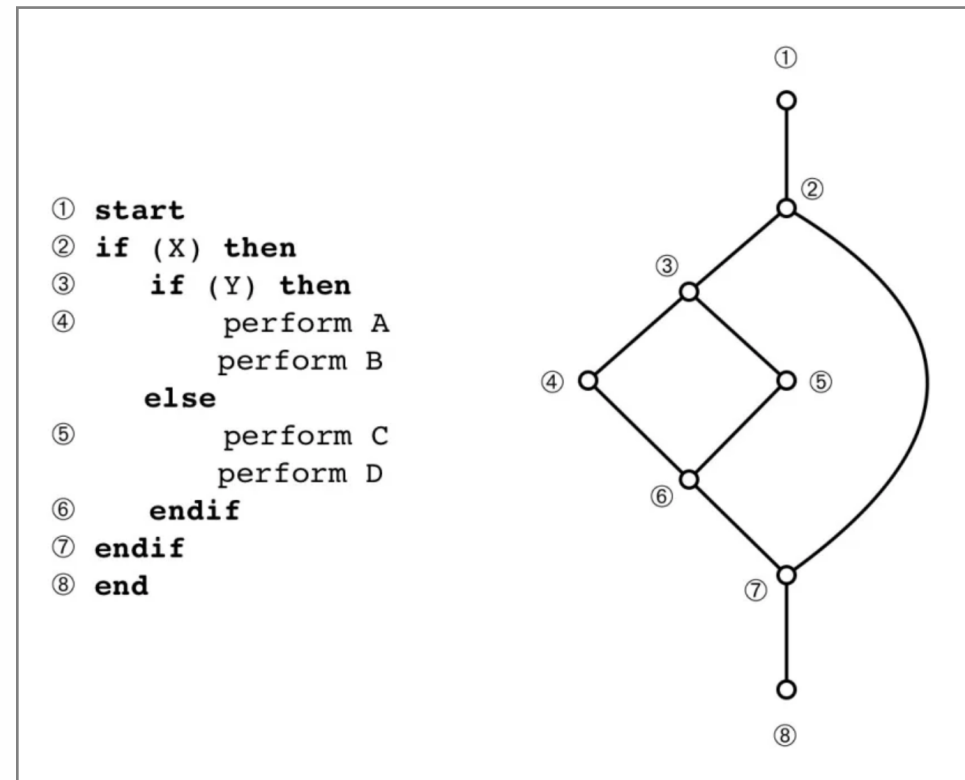 ① start
② if (X) then
③ if (Y) then
④ perform A
perform B
else
⑤ perform C
perform D
⑥ endif
⑦ endif
⑧ end
①
②
③
④
⑤
⑥
⑦
⑧